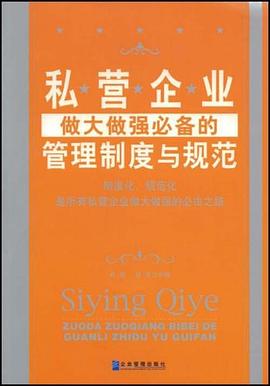 私营企业
做大做强必备的
管理制度与规范
制度化、规范化
是所有私营企业做大做强的必由之路
Siying Qiye
ZUODA ZUOQIANG BIBEI DE
GUANLI ZHIDU YU GUIFAN
企业管理出版社